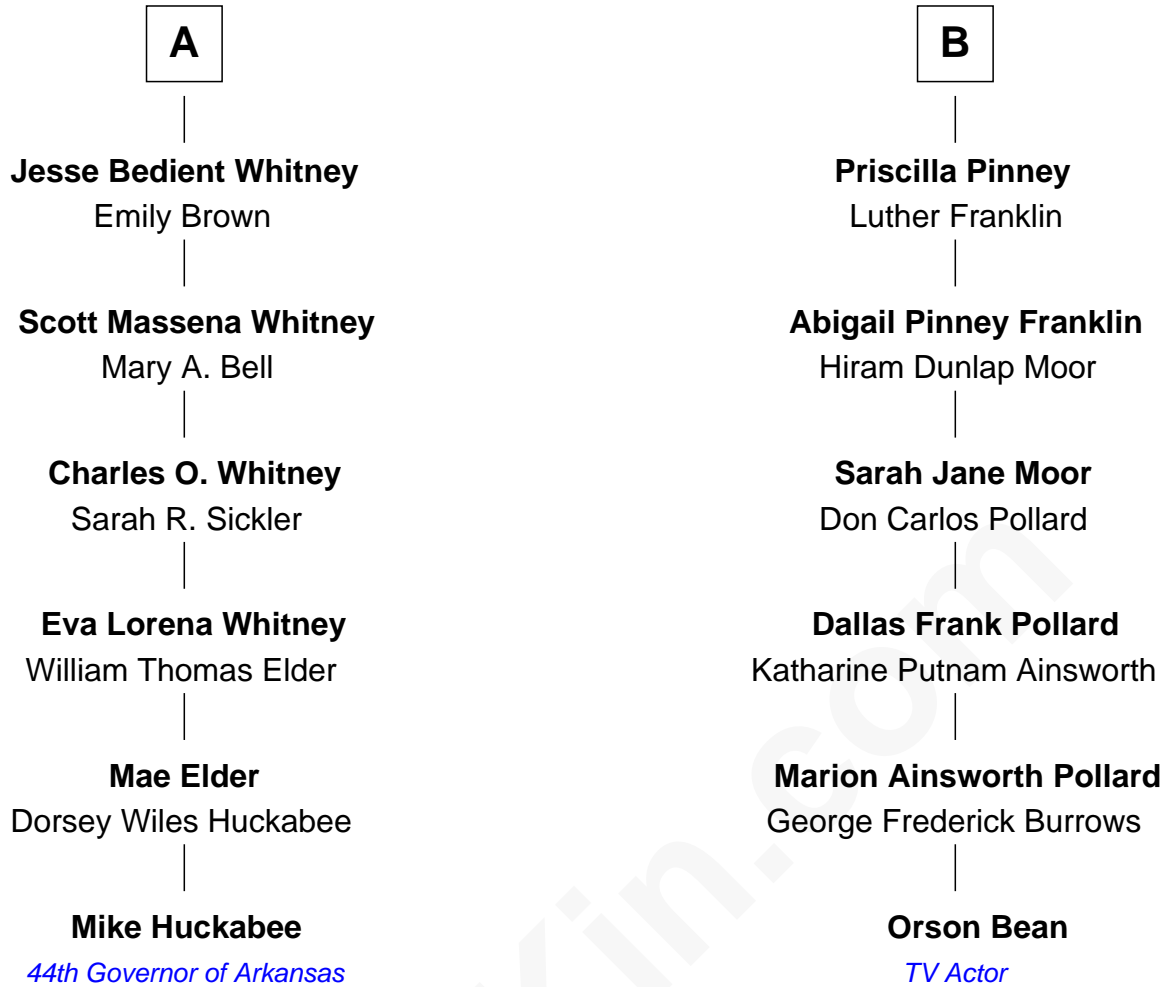 A
Jesse Bedient Whitney
Emily Brown
Scott Massena Whitney
Mary A. Bell
Charles O. Whitney
Sarah R. Sickler
Eva Lorena Whitney
William Thomas Elder
Mae Elder
Dorsey Wiles Huckabee
Mike Huckabee
44th Governor of Arkansas
B
Priscilla Pinney
Luther Franklin
Abigail Pinney Franklin
Hiram Dunlap Moor
Sarah Jane Moor
Don Carlos Pollard
Dallas Frank Pollard
Katharine Putnam Ainsworth
Marion Ainsworth Pollard
George Frederick Burrows
Orson Bean
TV Actor
Kin.com